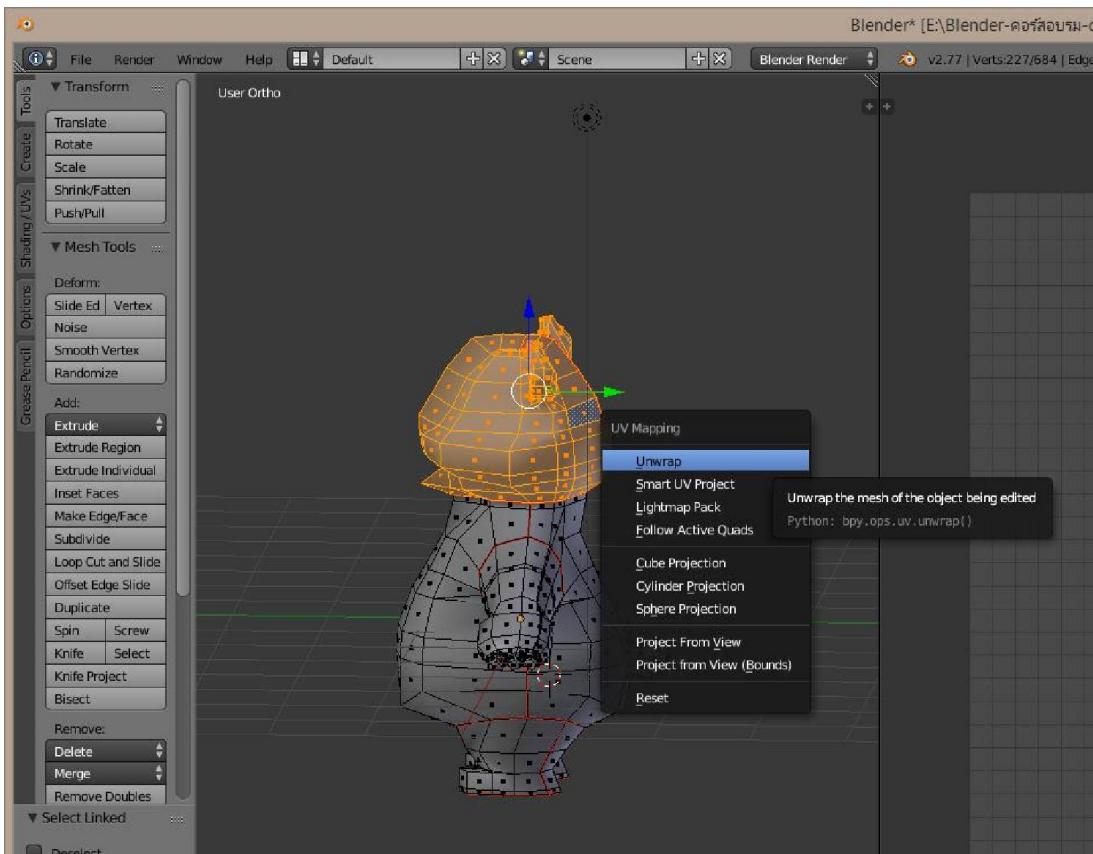 Blender* [E:\Blender-คอร์สอบรม-c
File Render Window Help Default Scene Blender Render v2.77 | Verts:227/684 | Edge
Tools
Create
Shading / UVs
Options
Grease Pencil
Transform
Translate
Rotate
Scale
Shrink/Fatten
Push/Pull
Mesh Tools
Deform:
Slide Ed Vertex
Noise
Smooth Vertex
Randomize
Add:
Extrude
Extrude Region
Extrude Individual
Inset Faces
Make Edge/Face
Subdivide
Loop Cut and Slide
Offset Edge Slide
Duplicate
Spin Screw
Knife Select
Knife Project
Bisect
Remove:
Delete
Merge
Remove Doubles
Select Linked
Deselect
User Ortho
UV Mapping
Unwrap
Smart UV Project
Lightmap Pack
Follow Active Quads
Cube Projection
Cylinder Projection
Sphere Projection
Project From View
Project from View (Bounds)
Reset
Unwrap the mesh of the object being edited
Python: bpy.ops.uv.unwrap()